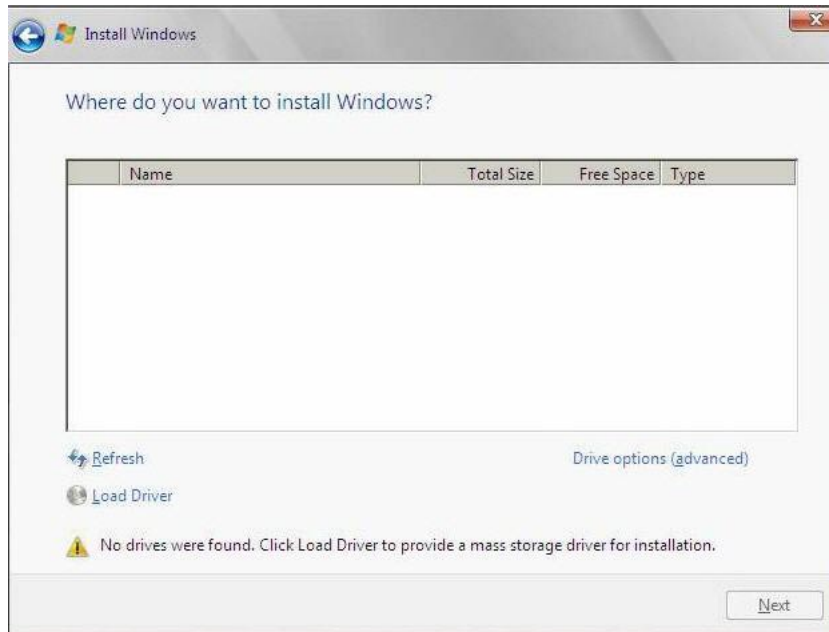 Install Windows
Where do you want to install Windows?
Name Total Size Free Space Type
Refresh Drive options (advanced)
Load Driver
No drives were found. Click Load Driver to provide a mass storage driver for installation.
Next